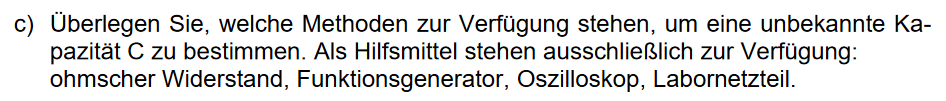 c) Überlegen Sie, welche Methoden zur Verfügung stehen, um eine unbekannte Ka-
pazität C zu bestimmen. Als Hilfsmittel stehen ausschließlich zur Verfügung:
ohmscher Widerstand, Funktionsgenerator, Oszilloskop, Labornetzteil.